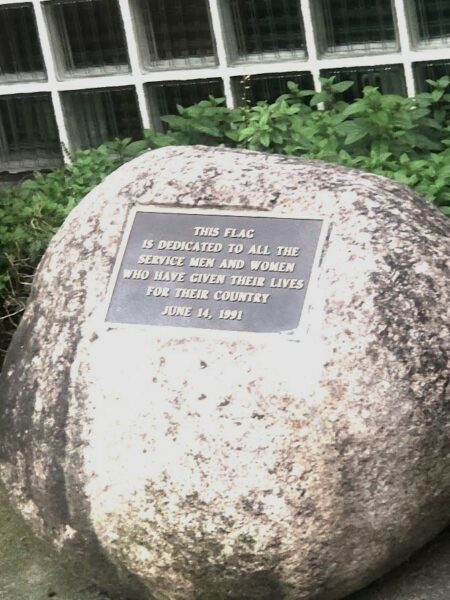 THIS FLAG
IS DEDICATED TO ALL THE
SERVICE MEN AND WOMEN
WHO HAVE GIVEN THEIR LIVES
FOR THEIR COUNTRY
JUNE 14, 1991